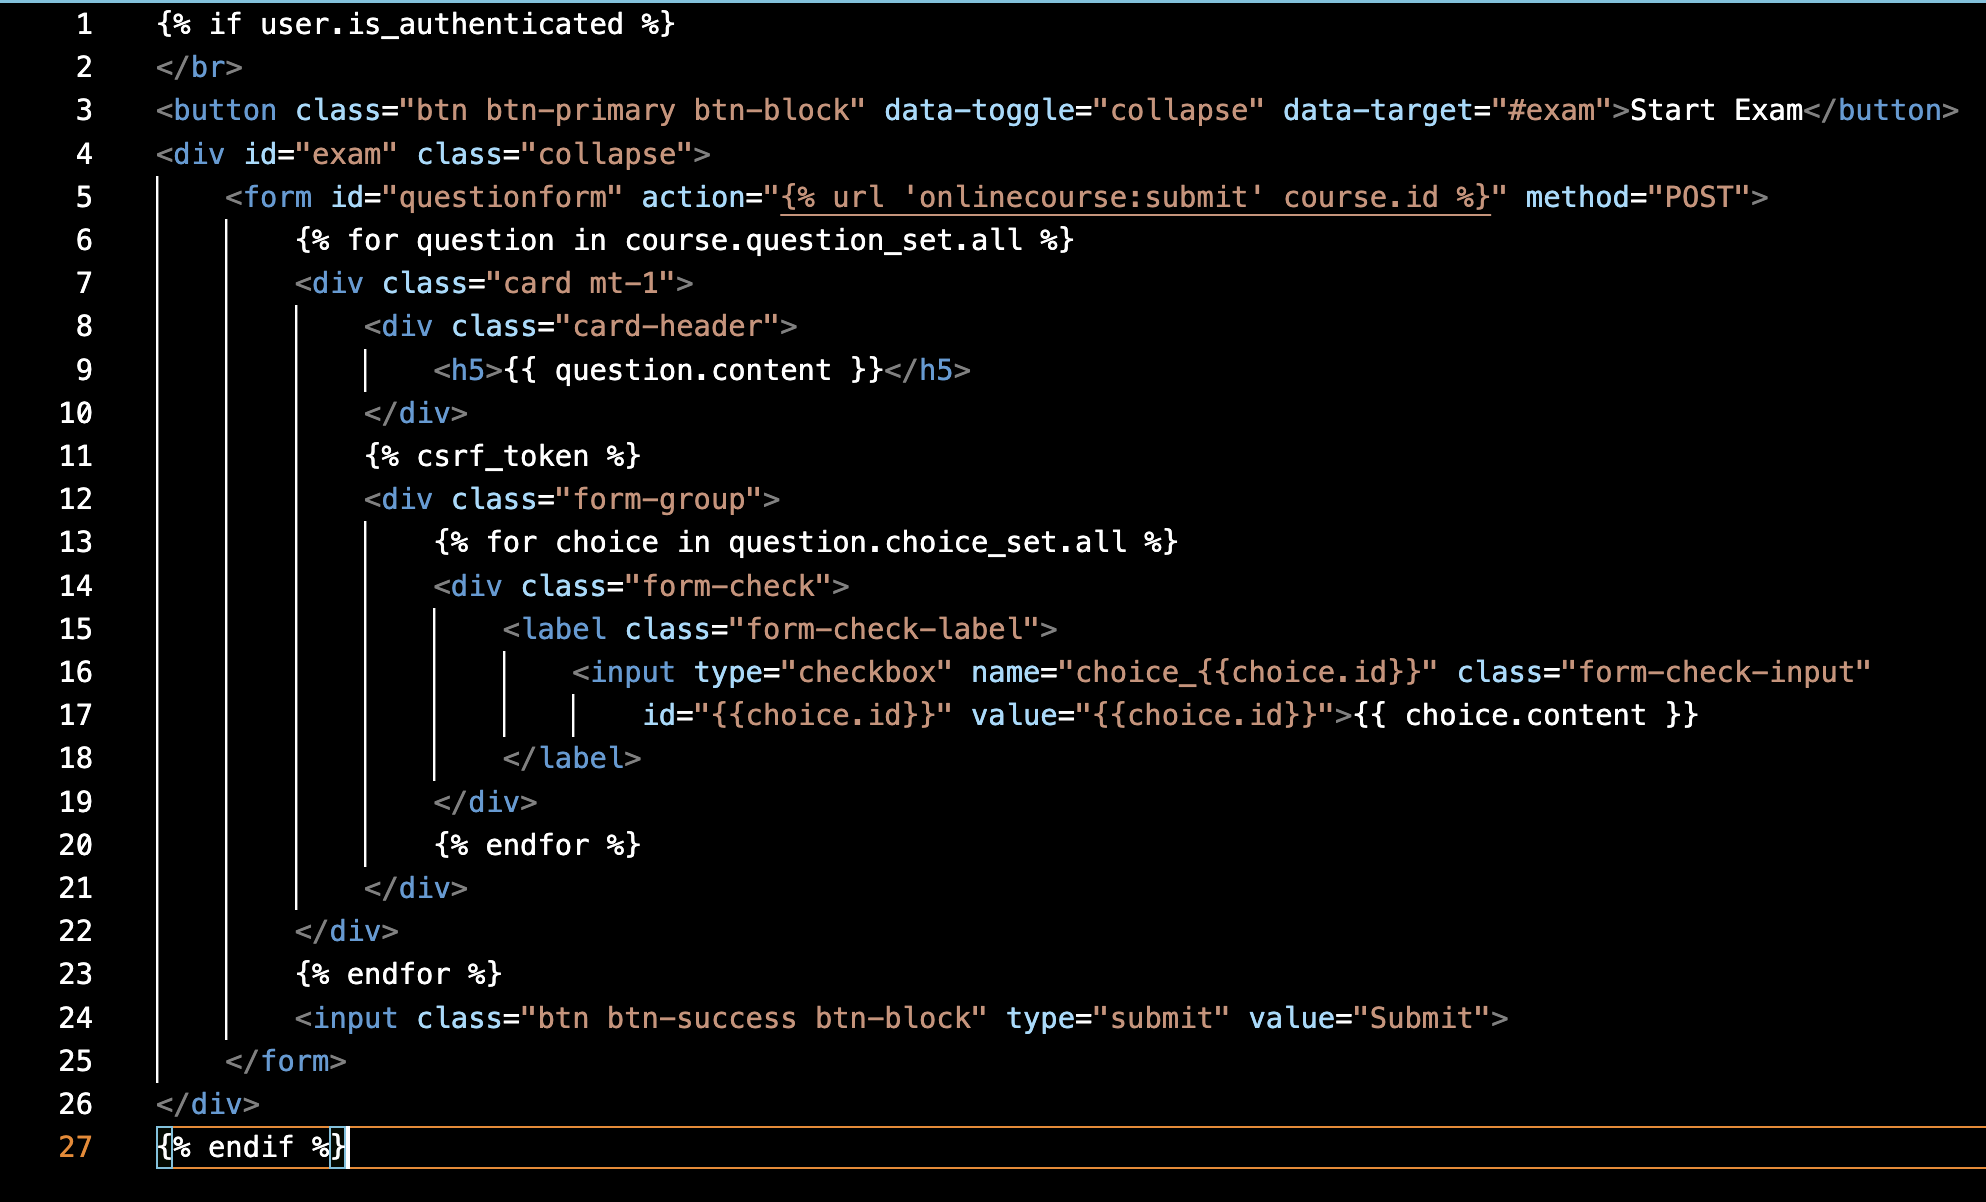 1 {% if user.is_authenticated %}
2 </br>
3 <button class="btn btn-primary btn-block" data-toggle="collapse" data-target="#exam">Start Exam</button>
4 <div id="exam" class="collapse">
5 <form id="questionform" action="{% url 'onlinecourse:submit' course.id %}" method="POST">
6 {% for question in course.question_set.all %}
7 <div class="card mt-1">
8 <div class="card-header">
9 <h5>{{ question.content }}</h5>
10 </div>
11 {% csrf_token %}
12 <div class="form-group">
13 {% for choice in question.choice_set.all %}
14 <div class="form-check">
15 <label class="form-check-label">
16 <input type="checkbox" name="choice_{{choice.id}}" class="form-check-input"
17 id="{{choice.id}}" value="{{choice.id}}">{{ choice.content }}
18 </label>
19 </div>
20 {% endfor %}
21 </div>
22 </div>
23 {% endfor %}
24 <input class="btn btn-success btn-block" type="submit" value="Submit">
25 </form>
26 </div>
27 {% endif %}